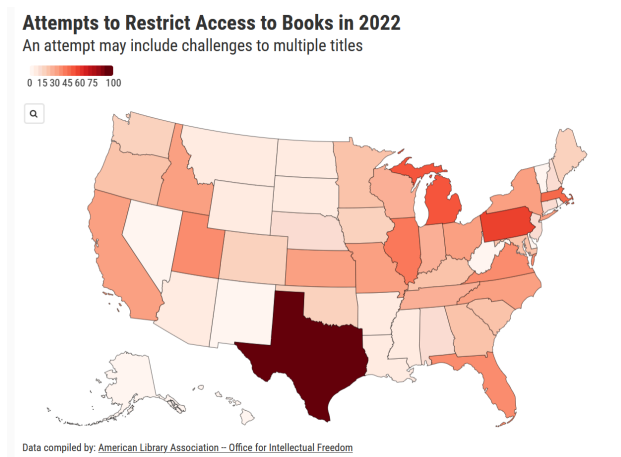 Attempts to Restrict Access to Books in 2022
An attempt may include challenges to multiple titles
0 15 30 45 60 75 100
Data compiled by: American Library Association – Office for Intellectual Freedom